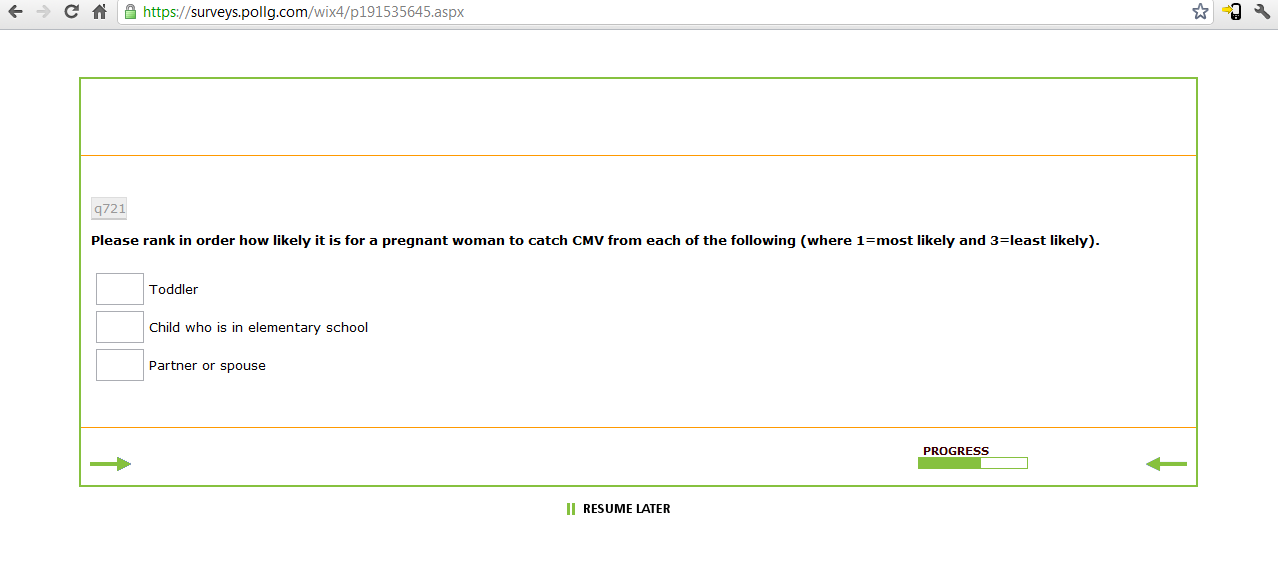 https://surveys.pollg.com/wix4/p191535645.aspx
q721
Please rank in order how likely it is for a pregnant woman to catch CMV from each of the following (where 1=most likely and 3=least likely).
Toddler
Child who is in elementary school
Partner or spouse
PROGRESS
RESUME LATER